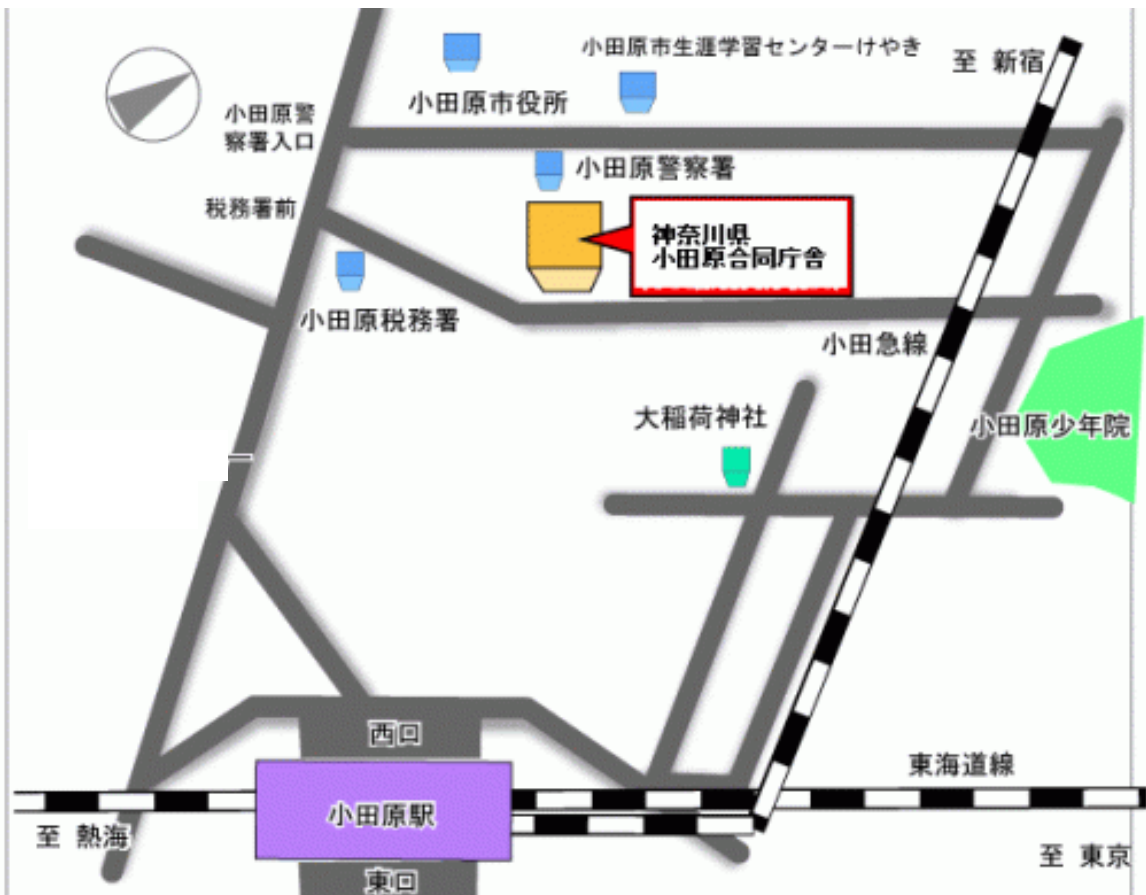 小田原市生涯学習センターけやき
至 新宿
小田原市役所
小田原警
察署入口
小田原警察署
税務署前
神奈川県
小田原合同庁舎
小田原税務署
小田急線
大稲荷神社
小田原少年院
西口
東海道線
小田原駅
至 熱海
至 東京
東口